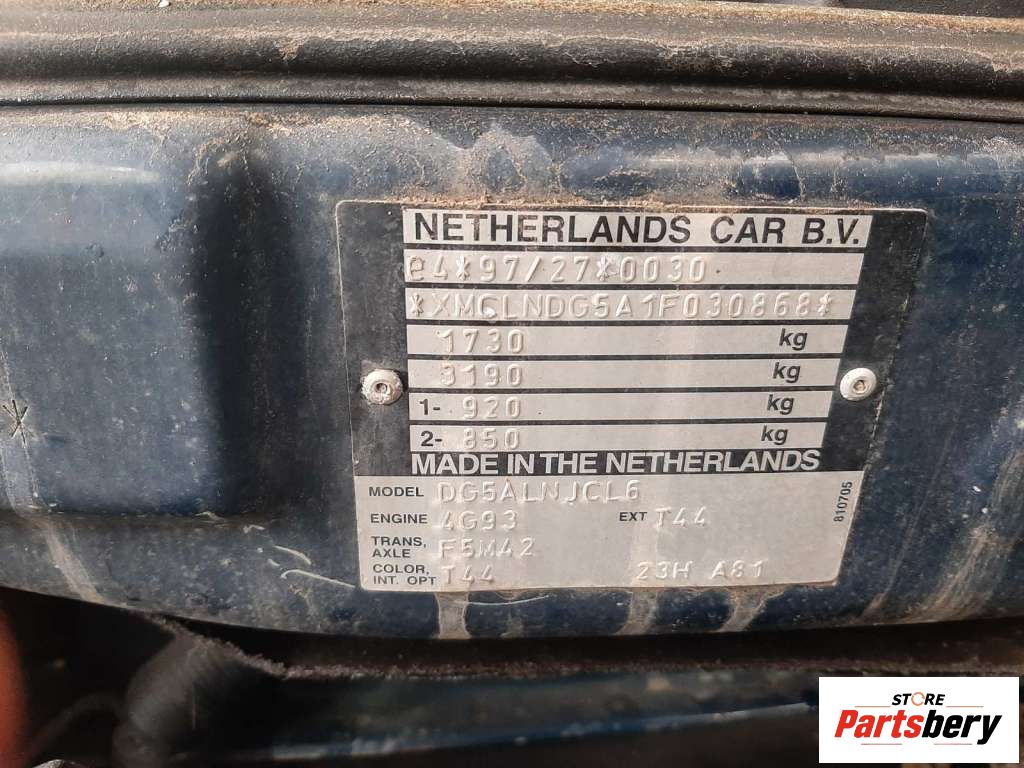 NETHERLANDS CAR B.V.
e4*97/27*0030
*XMCLNDG5A1F030868*
1730 kg
3190 kg
1- 920 kg
2- 850 kg
MADE IN THE NETHERLANDS
MODEL DG5ALNJCL6
ENGINE 4G93 EXT T44
TRANS, AXLE F5M42
COLOR, INT. OPT T44 23H A81
810705
STORE
Partsbery